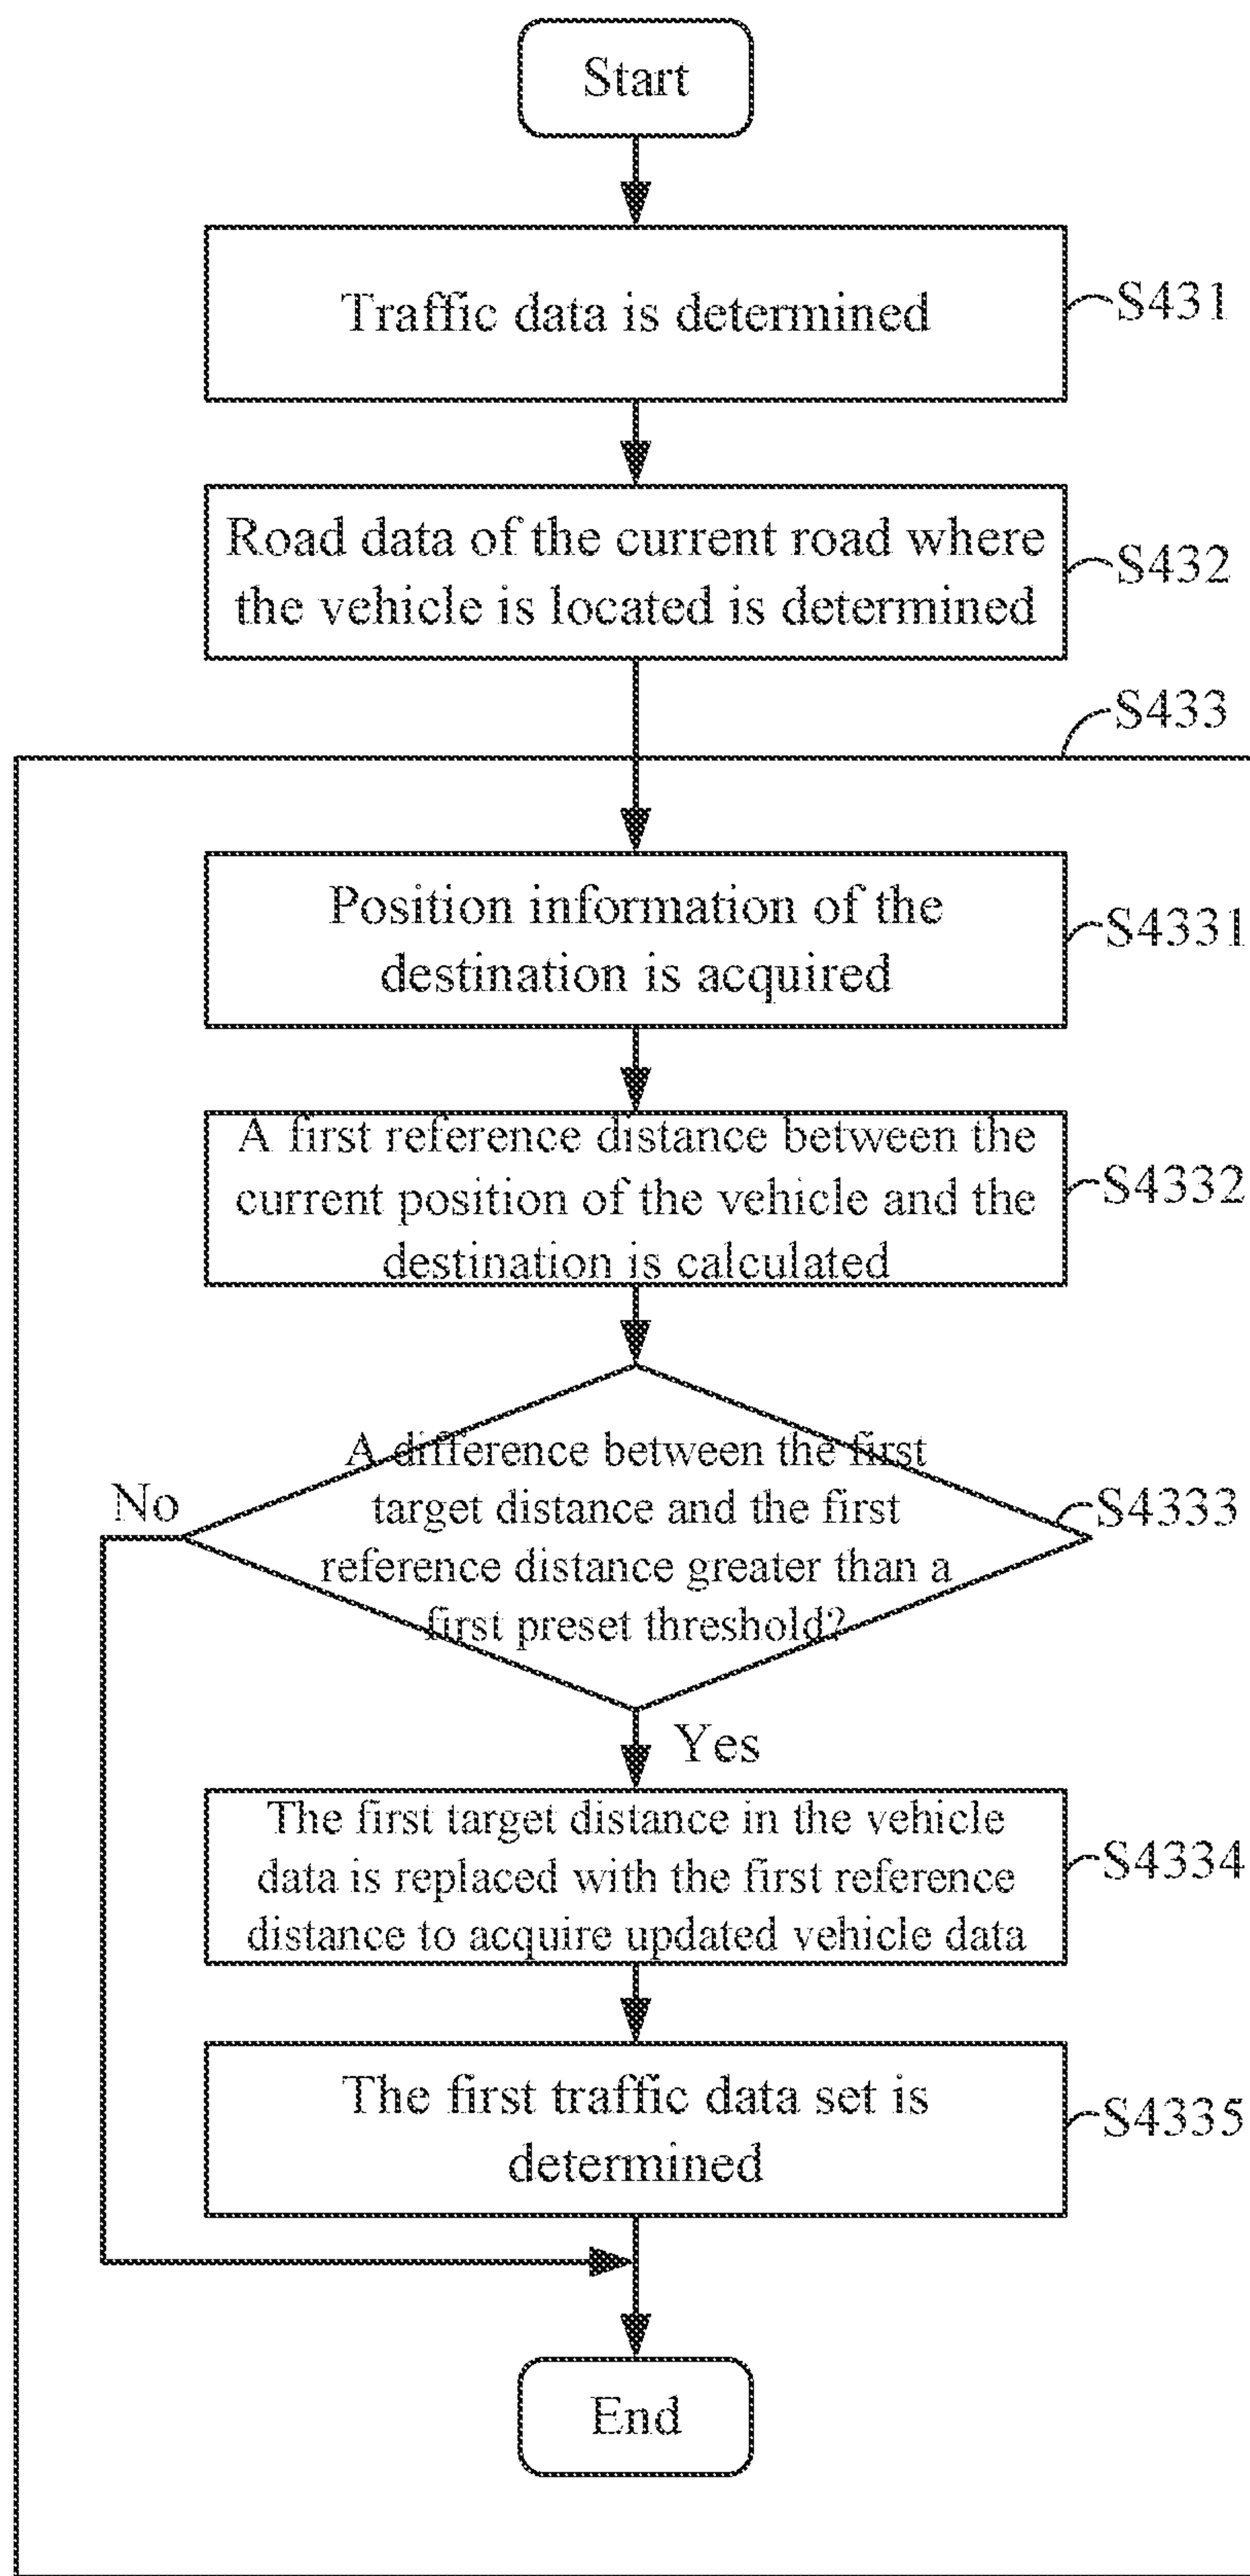 Start
Traffic data is determined
S431
Road data of the current road where
the vehicle is located is determined
S432
S433
Position information of the
destination is acquired
S4331
A first reference distance between the
current position of the vehicle and the
destination is calculated
S4332
A difference between the first
target distance and the first
reference distance greater than a
first preset threshold?
S4333
No
Yes
The first target distance in the vehicle
data is replaced with the first reference
distance to acquire updated vehicle data
S4334
The first traffic data set is
determined
S4335
End